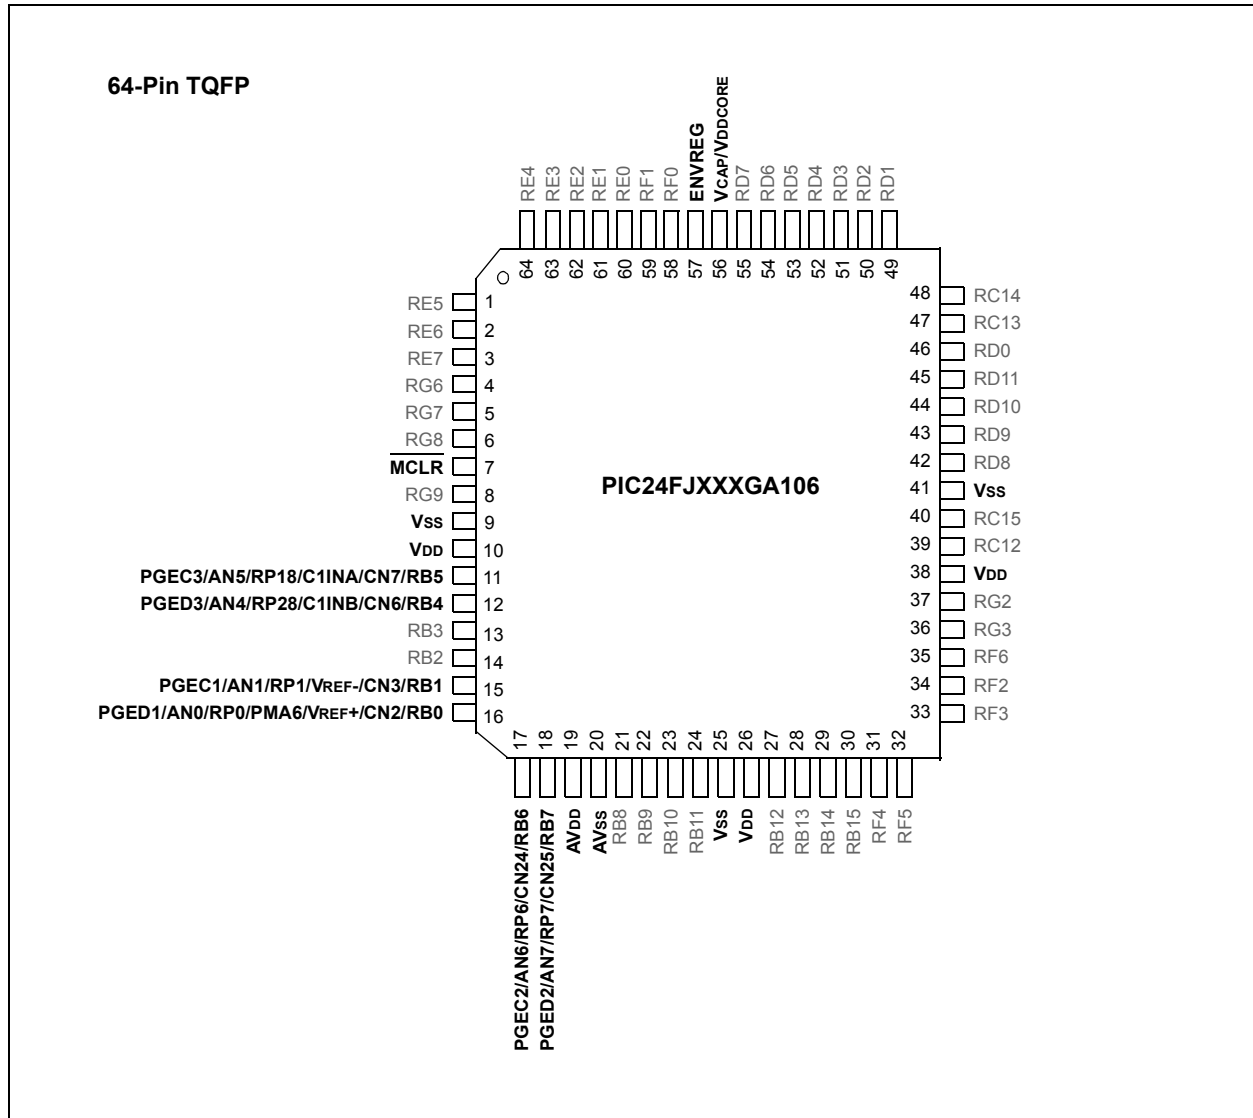 64-Pin TQFP
RE4
RE3
RE2
RE1
RE0
RF1
RF0
ENVREG
VCAP/VDDCORE
RD7
RD6
RD5
RD4
RD3
RD2
RD1
64
63
62
61
60
59
58
57
56
55
54
53
52
51
50
49
RE5 1
RE6 2
RE7 3
RG6 4
RG7 5
RG8 6
MCLR 7
RG9 8
VSS 9
VDD 10
PGEC3/AN5/RP18/C1INA/CN7/RB5 11
PGED3/AN4/RP28/C1INB/CN6/RB4 12
RB3 13
RB2 14
PGEC1/AN1/RP1/VREF-/CN3/RB1 15
PGED1/AN0/RP0/PMA6/VREF+/CN2/RB0 16
PIC24FJXXXGA106
48 RC14
47 RC13
46 RD0
45 RD11
44 RD10
43 RD9
42 RD8
41 VSS
40 RC15
39 RC12
38 VDD
37 RG2
36 RG3
35 RF6
34 RF2
33 RF3
17
18
19
20
21
22
23
24
25
26
27
28
29
30
31
32
PGEC2/AN6/RP6/CN24/RB6
PGED2/AN7/RP7/CN25/RB7
AVDD
AVSS
RB8
RB9
RB10
RB11
VSS
VDD
RB12
RB13
RB14
RB15
RF4
RF5